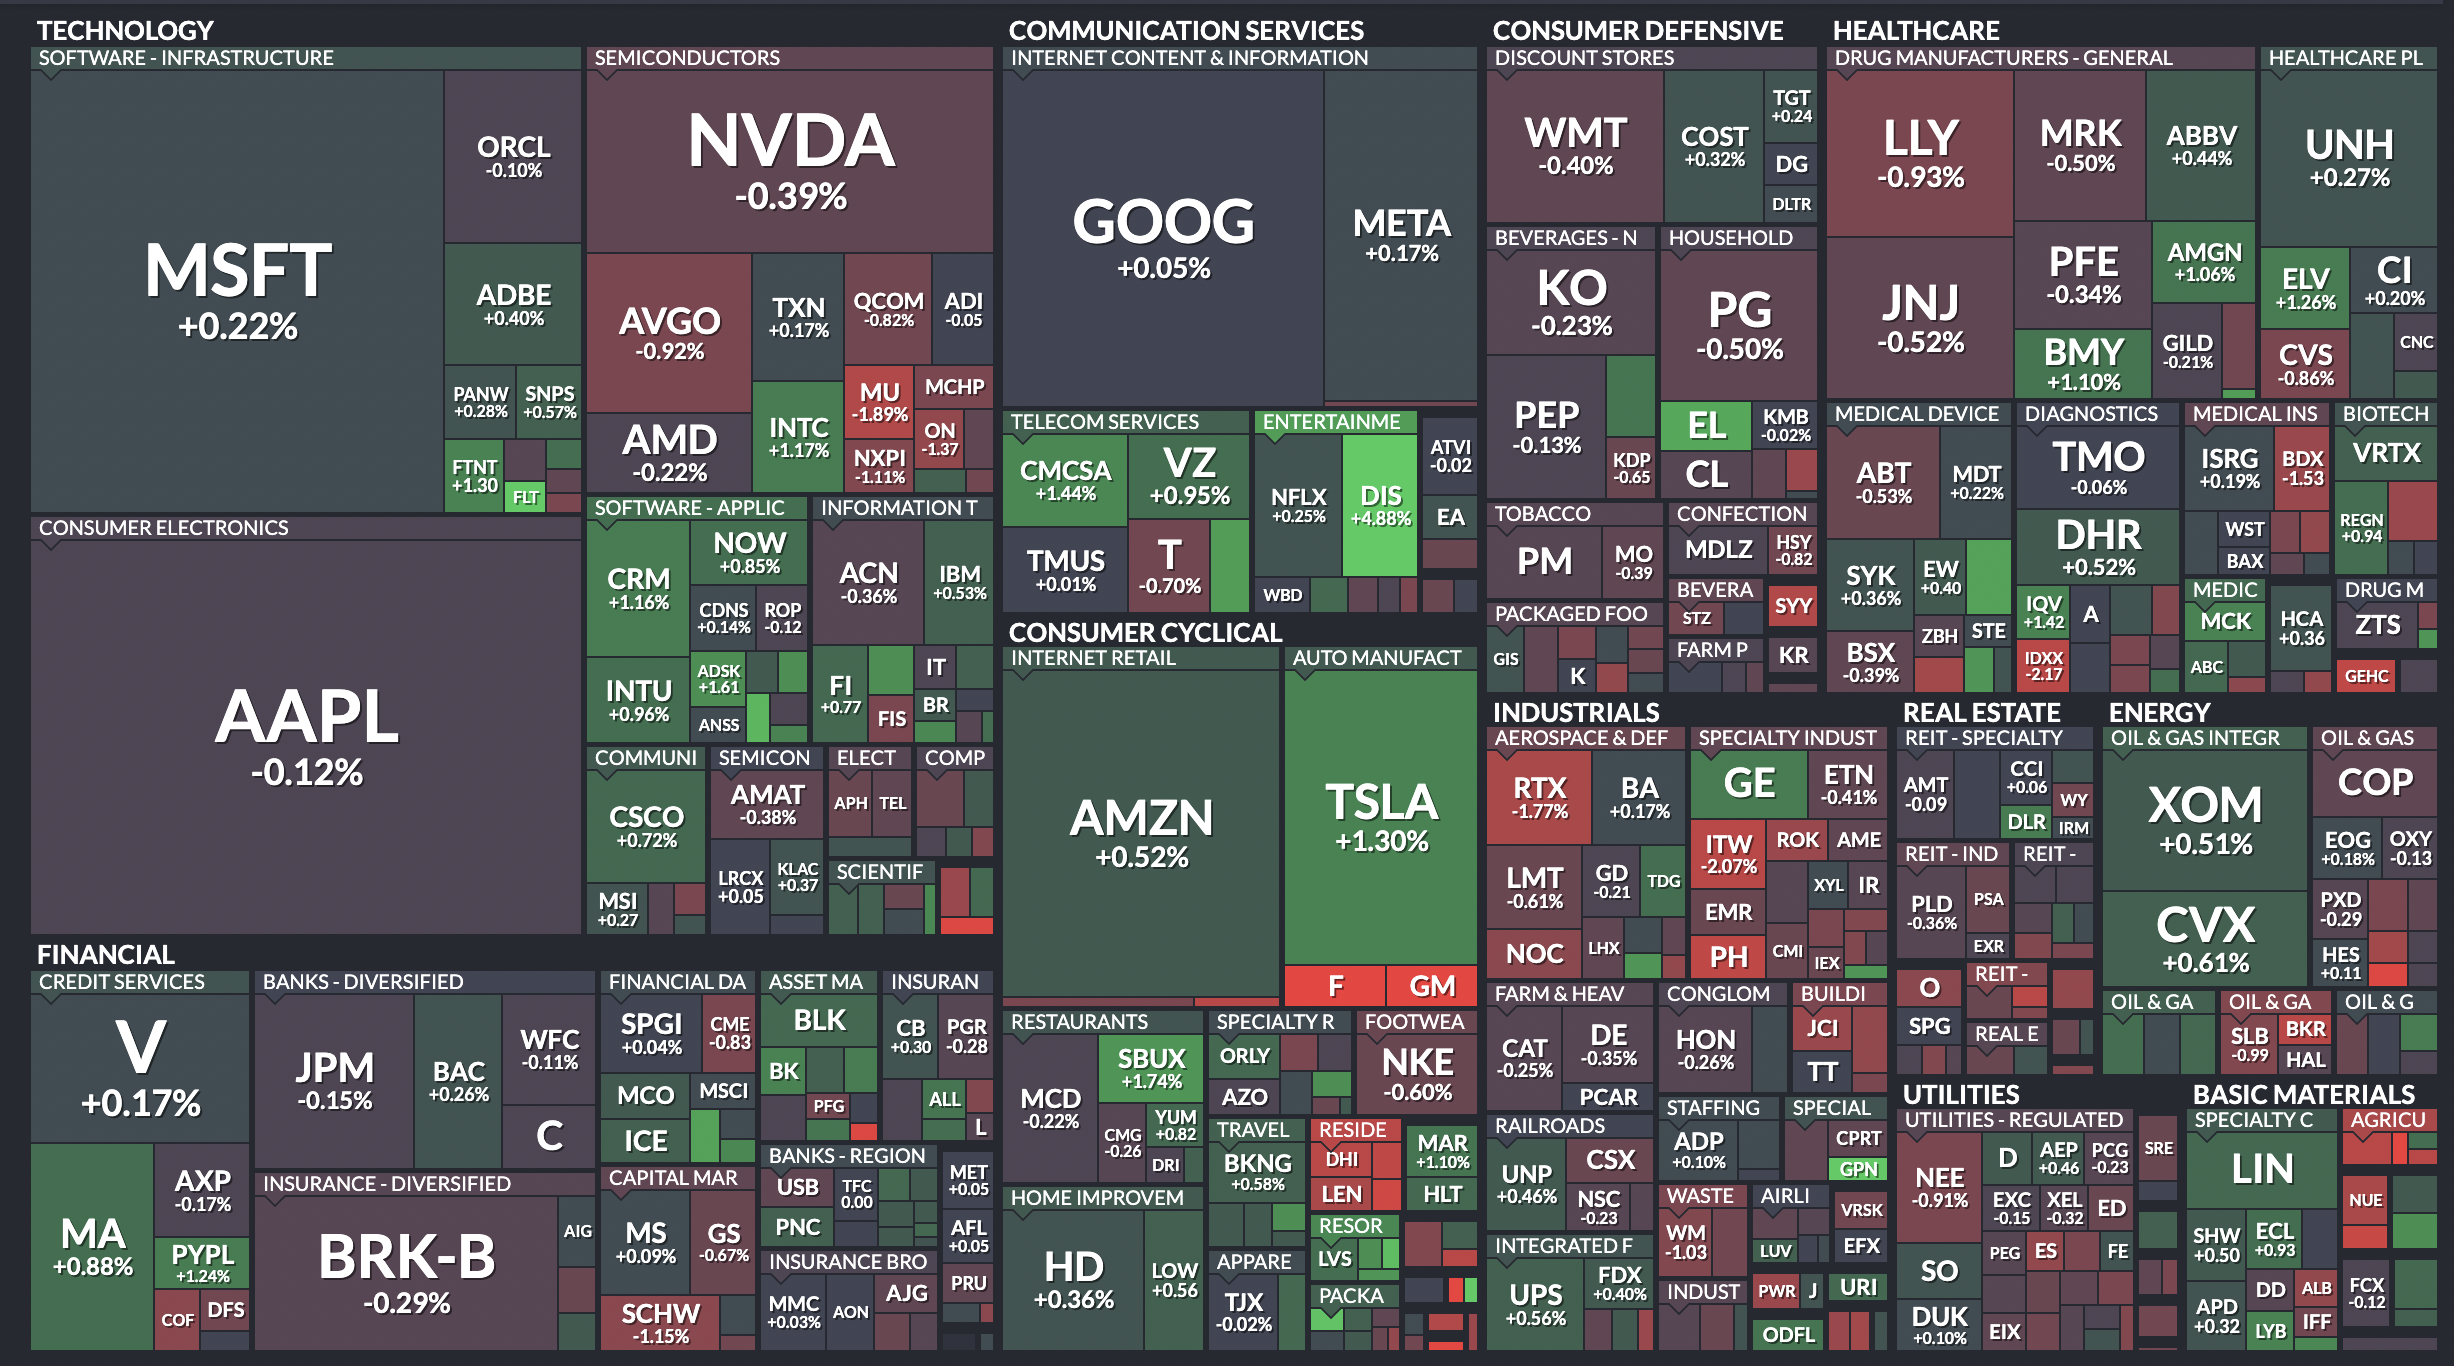 TECHNOLOGY
SOFTWARE - INFRASTRUCTURE
MSFT
+0.22%
ORCL
-0.10%
ADBE
+0.40%
PANW
+0.28%
SNPS
+0.57%
FTNT
+1.30
FLT
SEMICONDUCTORS
NVDA
-0.39%
AVGO
-0.92%
TXN
+0.17%
QCOM
-0.82%
ADI
-0.05
AMD
-0.22%
INTC
+1.17%
MU
-1.89%
MCHP
ON
-1.37
NXPI
-1.11%
CONSUMER ELECTRONICS
AAPL
-0.12%
SOFTWARE - APPLIC
CRM
+1.16%
NOW
+0.85%
CDNS
+0.14%
ROP
-0.12
INTU
+0.96%
ADSK
+1.61
ANSS
INFORMATION T
ACN
-0.36%
IBM
+0.53%
FI
+0.77
IT
FIS
BR
COMMUNI
CSCO
+0.72%
MSI
+0.27
SEMICON
AMAT
-0.38%
LRCX
+0.05
KLAC
+0.37
ELECT
APH
TEL
COMP
SCIENTIF
FINANCIAL
CREDIT SERVICES
V
+0.17%
MA
+0.88%
AXP
-0.17%
PYPL
+1.24%
COF
DFS
BANKS - DIVERSIFIED
JPM
-0.15%
BAC
+0.26%
WFC
-0.11%
C
INSURANCE - DIVERSIFIED
BRK-B
-0.29%
AIG
FINANCIAL DA
SPGI
+0.04%
CME
-0.83
MCO
MSCI
ICE
CAPITAL MAR
MS
+0.09%
GS
-0.67%
SCHW
-1.15%
ASSET MA
BLK
BK
PFG
BANKS - REGION
USB
TFC
0.00
PNC
INSURANCE BRO
MMC
+0.03%
AON
AJG
INSURAN
CB
+0.30
PGR
-0.28
ALL
L
MET
+0.05
AFL
+0.05
PRU
COMMUNICATION SERVICES
INTERNET CONTENT & INFORMATION
GOOG
+0.05%
META
+0.17%
TELECOM SERVICES
CMCSA
+1.44%
VZ
+0.95%
TMUS
+0.01%
T
-0.70%
ENTERTAINME
NFLX
+0.25%
DIS
+4.88%
WBD
ATVI
-0.02
EA
CONSUMER CYCLICAL
INTERNET RETAIL
AMZN
+0.52%
AUTO MANUFACT
TSLA
+1.30%
F
GM
RESTAURANTS
MCD
-0.22%
SBUX
+1.74%
CMG
-0.26
YUM
+0.82
DRI
HOME IMPROVEM
HD
+0.36%
LOW
+0.56
SPECIALTY R
ORLY
AZO
TRAVEL
BKNG
+0.58%
APPARE
TJX
-0.02%
FOOTWEA
NKE
-0.60%
RESIDE
DHI
LEN
MAR
+1.10%
HLT
RESOR
LVS
PACKA
CONSUMER DEFENSIVE
DISCOUNT STORES
WMT
-0.40%
COST
+0.32%
TGT
+0.24
DG
DLTR
BEVERAGES - N
KO
-0.23%
PEP
-0.13%
KDP
-0.65
HOUSEHOLD
PG
-0.50%
EL
KMB
-0.02%
CL
TOBACCO
PM
MO
-0.39
CONFECTION
MDLZ
HSY
-0.82
PACKAGED FOO
GIS
K
BEVERA
STZ
SYY
FARM P
KR
HEALTHCARE
DRUG MANUFACTURERS - GENERAL
LLY
-0.93%
MRK
-0.50%
ABBV
+0.44%
JNJ
-0.52%
PFE
-0.34%
AMGN
+1.06%
BMY
+1.10%
GILD
-0.21%
HEALTHCARE PL
UNH
+0.27%
ELV
+1.26%
CI
+0.20%
CVS
-0.86%
CNC
MEDICAL DEVICE
ABT
-0.53%
MDT
+0.22%
SYK
+0.36%
EW
+0.40
BSX
-0.39%
ZBH
STE
DIAGNOSTICS
TMO
-0.06%
DHR
+0.52%
IQV
+1.42
A
IDXX
-2.17
MEDICAL INS
ISRG
+0.19%
BDX
-1.53
WST
BAX
BIOTECH
VRTX
REGN
+0.94
MEDIC
MCK
ABC
HCA
+0.36
DRUG M
ZTS
GEHC
INDUSTRIALS
AEROSPACE & DEF
RTX
-1.77%
BA
+0.17%
LMT
-0.61%
GD
-0.21
TDG
NOC
LHX
SPECIALTY INDUST
GE
ETN
-0.41%
ITW
-2.07%
ROK
AME
EMR
XYL
IR
PH
CMI
IEX
FARM & HEAV
CAT
-0.25%
DE
-0.35%
PCAR
CONGLOM
HON
-0.26%
BUILDI
JCI
TT
RAILROADS
UNP
+0.46%
CSX
NSC
-0.23
STAFFING
ADP
+0.10%
SPECIAL
CPRT
GPN
INTEGRATED F
UPS
+0.56%
FDX
+0.40%
WASTE
WM
-1.03
AIRLI
LUV
VRSK
EFX
INDUST
PWR
J
URI
ODFL
REAL ESTATE
REIT - SPECIALTY
AMT
-0.09
CCI
+0.06
WY
DLR
IRM
REIT - IND
PLD
-0.36%
PSA
EXR
REIT -
O
SPG
REIT -
REAL E
ENERGY
OIL & GAS INTEGR
XOM
+0.51%
CVX
+0.61%
OIL & GAS
COP
EOG
+0.18%
OXY
-0.13
PXD
-0.29
HES
+0.11
OIL & GA
OIL & GA
SLB
-0.99
BKR
HAL
OIL & G
UTILITIES
UTILITIES - REGULATED
NEE
-0.91%
D
AEP
+0.46
PCG
-0.23
EXC
-0.15
XEL
-0.32
ED
SO
PEG
ES
FE
DUK
+0.10%
EIX
SRE
BASIC MATERIALS
SPECIALTY C
LIN
SHW
+0.50
ECL
+0.93
APD
+0.32
DD
ALB
LYB
IFF
AGRICU
NUE
FCX
-0.12